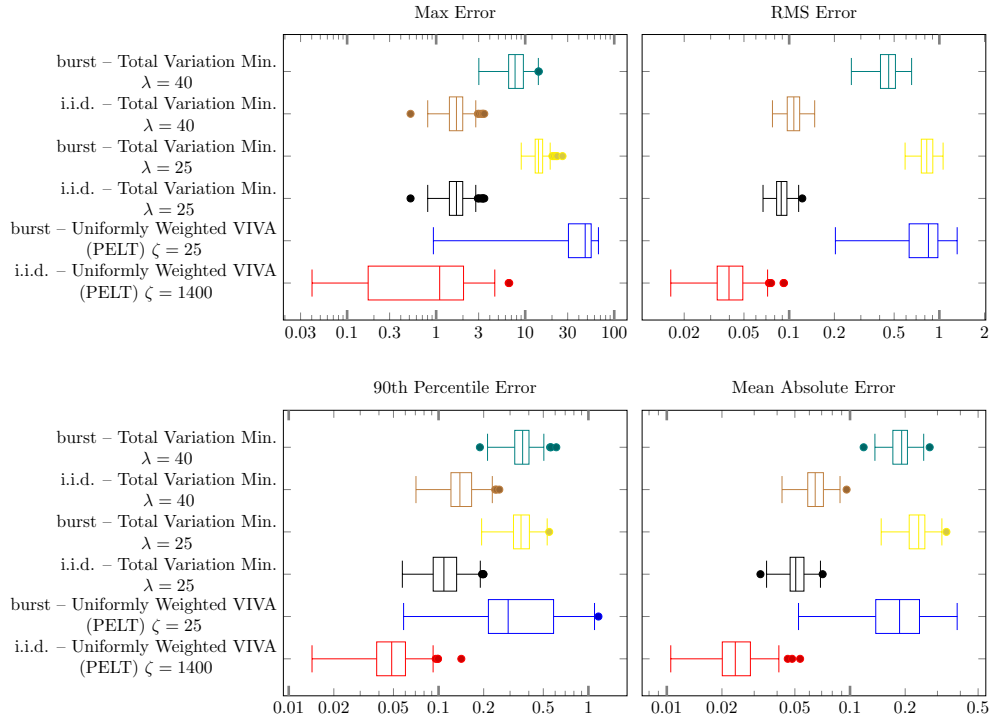 Max Error
RMS Error
burst – Total Variation Min.
λ = 40
i.i.d. – Total Variation Min.
λ = 40
burst – Total Variation Min.
λ = 25
i.i.d. – Total Variation Min.
λ = 25
burst – Uniformly Weighted VIVA
(PELT) ζ = 25
i.i.d. – Uniformly Weighted VIVA
(PELT) ζ = 1400
0.03 0.1 0.3 1 3 10 30 100
0.02 0.05 0.1 0.2 0.5 1 2
90th Percentile Error
Mean Absolute Error
burst – Total Variation Min.
λ = 40
i.i.d. – Total Variation Min.
λ = 40
burst – Total Variation Min.
λ = 25
i.i.d. – Total Variation Min.
λ = 25
burst – Uniformly Weighted VIVA
(PELT) ζ = 25
i.i.d. – Uniformly Weighted VIVA
(PELT) ζ = 1400
0.01 0.02 0.05 0.1 0.2 0.5 1
0.01 0.02 0.05 0.1 0.2 0.5